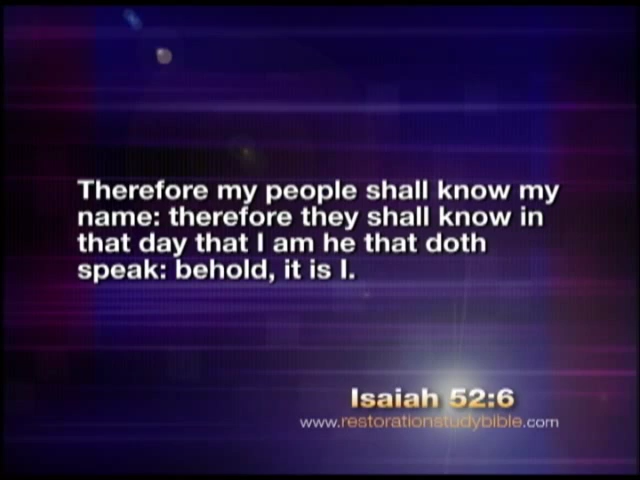 Therefore my people shall know my
name: therefore they shall know in
that day that I am he that doth
speak: behold, it is I.
Isaiah 52:6
www.restorationstudybible.com